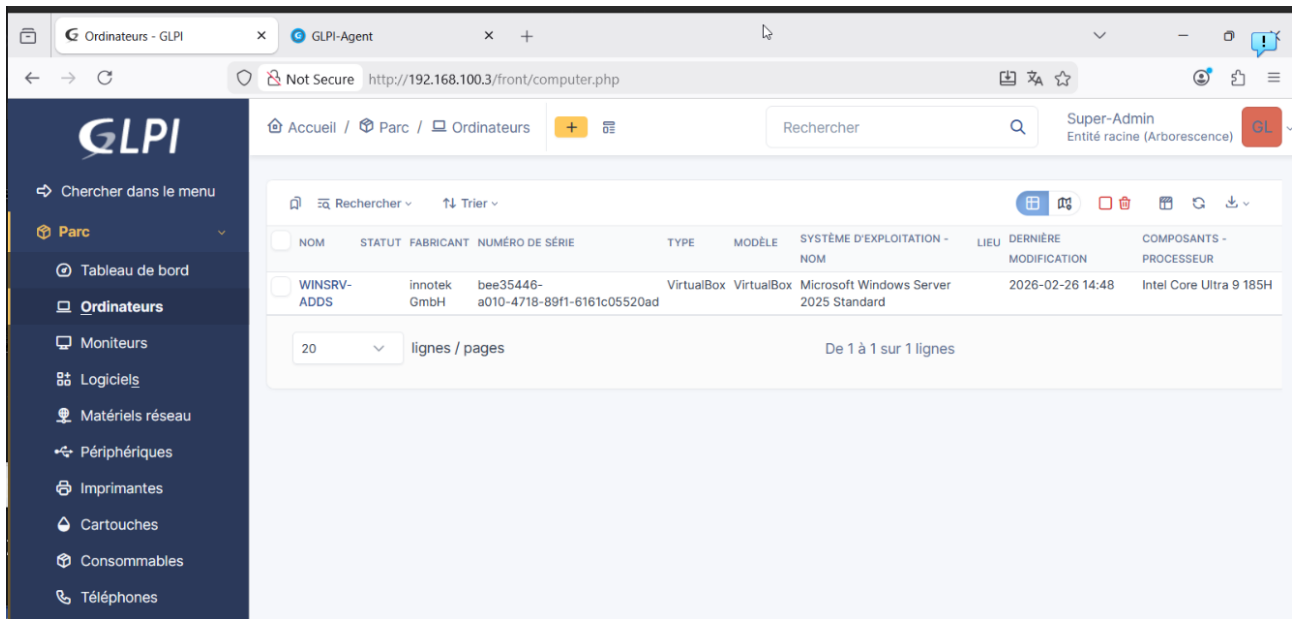 Ordinateurs - GLPI
GLPI-Agent
Not Secure http://192.168.100.3/front/computer.php
GLPI
Accueil / Parc / Ordinateurs
+
Rechercher
Super-Admin
Entité racine (Arborescence)
GL
Chercher dans le menu
Parc
Tableau de bord
Ordinateurs
Moniteurs
Logiciels
Matériels réseau
Périphériques
Imprimantes
Cartouches
Consommables
Téléphones
Rechercher
Trier
NOM STATUT FABRICANT NUMÉRO DE SÉRIE TYPE MODÈLE SYSTÈME D'EXPLOITATION - LIEU DERNIÈRE COMPOSANTS -
NOM MODIFICATION PROCESSEUR
WINSRV- innotek bee35446- VirtualBox VirtualBox Microsoft Windows Server 2026-02-26 14:48 Intel Core Ultra 9 185H
ADDS GmbH a010-4718-89f1-6161c05520ad 2025 Standard
20 lignes / pages De 1 à 1 sur 1 lignes